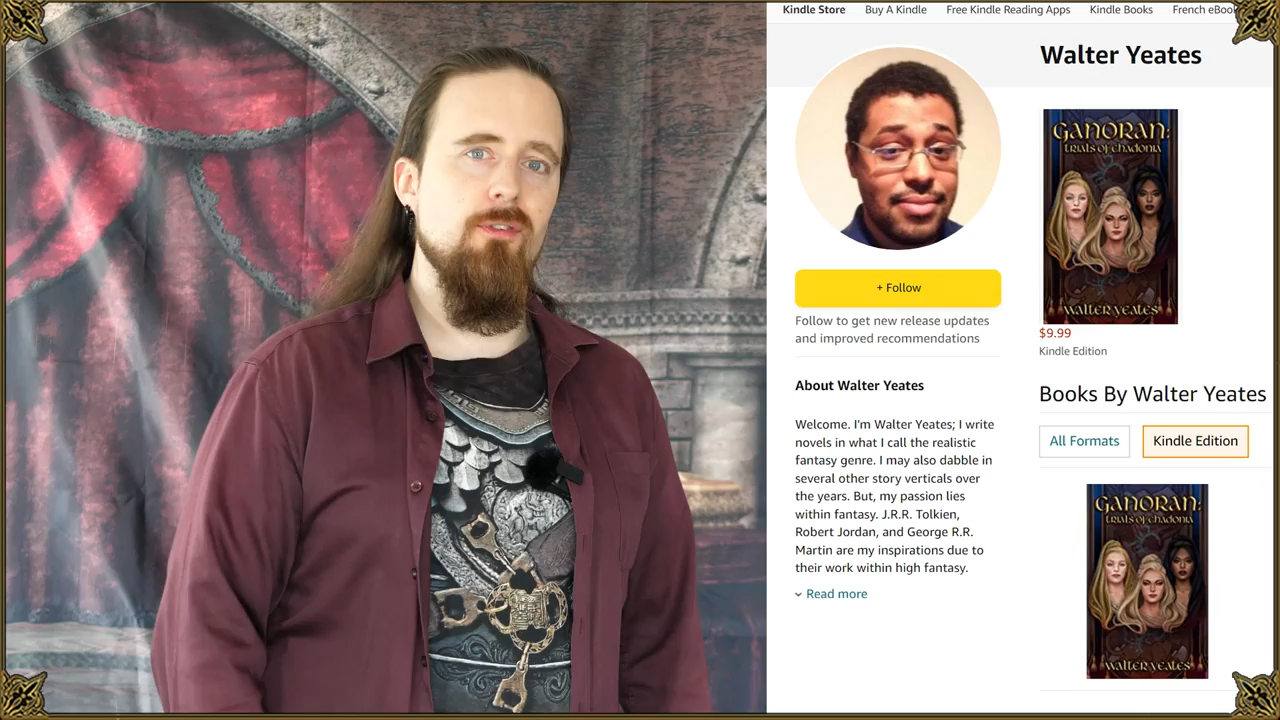 Kindle Store Buy A Kindle Free Kindle Reading Apps Kindle Books French eBoo
Walter Yeates
GANORAN:
TRIALS OF CHADONIA
WALTER YEATES
$9.99
Kindle Edition
+ Follow
Follow to get new release updates
and improved recommendations
About Walter Yeates
Welcome. I'm Walter Yeates; I write
novels in what I call the realistic
fantasy genre. I may also dabble in
several other story verticals over
the years. But, my passion lies
within fantasy. J.R.R. Tolkien,
Robert Jordan, and George R.R.
Martin are my inspirations due to
their work within high fantasy.
Read more
Books By Walter Yeates
All Formats
Kindle Edition
GANORAN:
TRIALS OF CHADONIA
WALTER YEATES